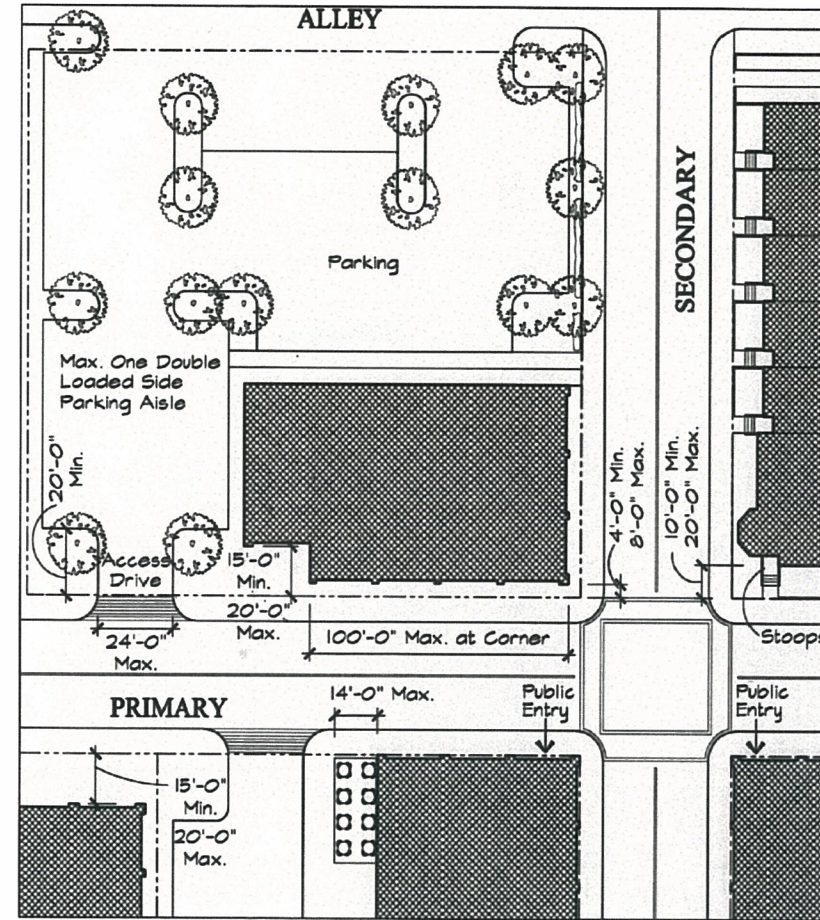 ALLEY
SECONDARY
Parking
Max. One Double
Loaded Side
Parking Aisle
20'-0"
Min.
4'-0" Min.
8'-0" Max.
10'-0" Min.
20'-0" Max.
Access
Drive
15'-0"
Min.
20'-0"
Max.
24'-0"
Max.
100'-0" Max. at Corner
Stoops
PRIMARY
14'-0" Max.
Public
Entry
Public
Entry
15'-0"
Min.
20'-0"
Max.